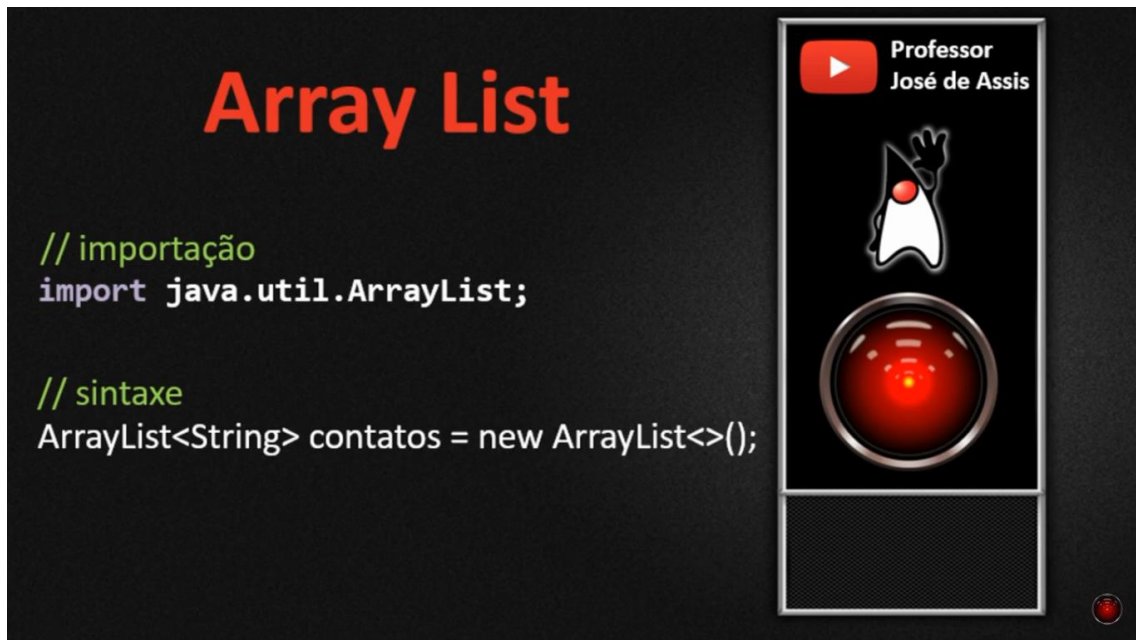 Array List
// importação
import java.util.ArrayList;
// sintaxe
ArrayList<String> contatos = new ArrayList<>();
Professor
José de Assis